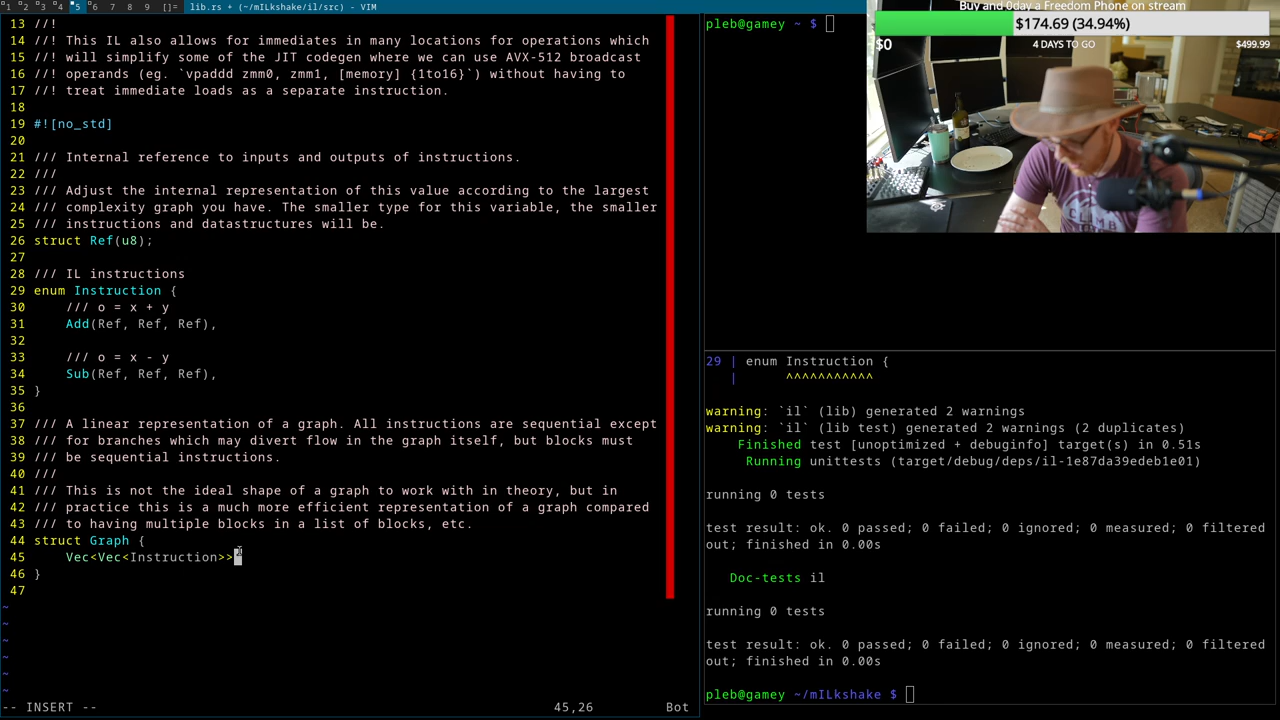 1 2 3 4 5 6 7 8 9 []= lib.rs + (~/mILkshake/il/src) - VIM
13 //!
14 //! This IL also allows for immediates in many locations for operations which
15 //! will simplify some of the JIT codegen where we can use AVX-512 broadcast
16 //! operands (eg. `vpaddd zmm0, zmm1, [memory] {1to16}`) without having to
17 //! treat immediate loads as a separate instruction.
18
19 #![no_std]
20
21 /// Internal reference to inputs and outputs of instructions.
22 ///
23 /// Adjust the internal representation of this value according to the largest
24 /// complexity graph you have. The smaller type for this variable, the smaller
25 /// instructions and datastructures will be.
26 struct Ref(u8);
27
28 /// IL instructions
29 enum Instruction {
30     /// o = x + y
31     Add(Ref, Ref, Ref),
32
33     /// o = x - y
34     Sub(Ref, Ref, Ref),
35 }
36
37 /// A linear representation of a graph. All instructions are sequential except
38 /// for branches which may divert flow in the graph itself, but blocks must
39 /// be sequential instructions.
40 ///
41 /// This is not the ideal shape of a graph to work with in theory, but in
42 /// practice this is a much more efficient representation of a graph compared
43 /// to having multiple blocks in a list of blocks, etc.
44 struct Graph {
45     Vec<Vec<Instruction>>
46 }
47
~
~
~
~
~
~
-- INSERT -- 45,26 Bot
pleb@gamey ~ $
Buy and 0day a Freedom Phone on stream
$174.69 (34.94%)
$0 4 DAYS TO GO $499.99
CLIMB
29 | enum Instruction {
   |      ^^^^^^^^^^^
warning: `il` (lib) generated 2 warnings
warning: `il` (lib test) generated 2 warnings (2 duplicates)
    Finished test [unoptimized + debuginfo] target(s) in 0.51s
     Running unittests (target/debug/deps/il-1e87da39edeb1e01)
running 0 tests
test result: ok. 0 passed; 0 failed; 0 ignored; 0 measured; 0 filtered
out; finished in 0.00s
   Doc-tests il
running 0 tests
test result: ok. 0 passed; 0 failed; 0 ignored; 0 measured; 0 filtered
out; finished in 0.00s
pleb@gamey ~/mILkshake $